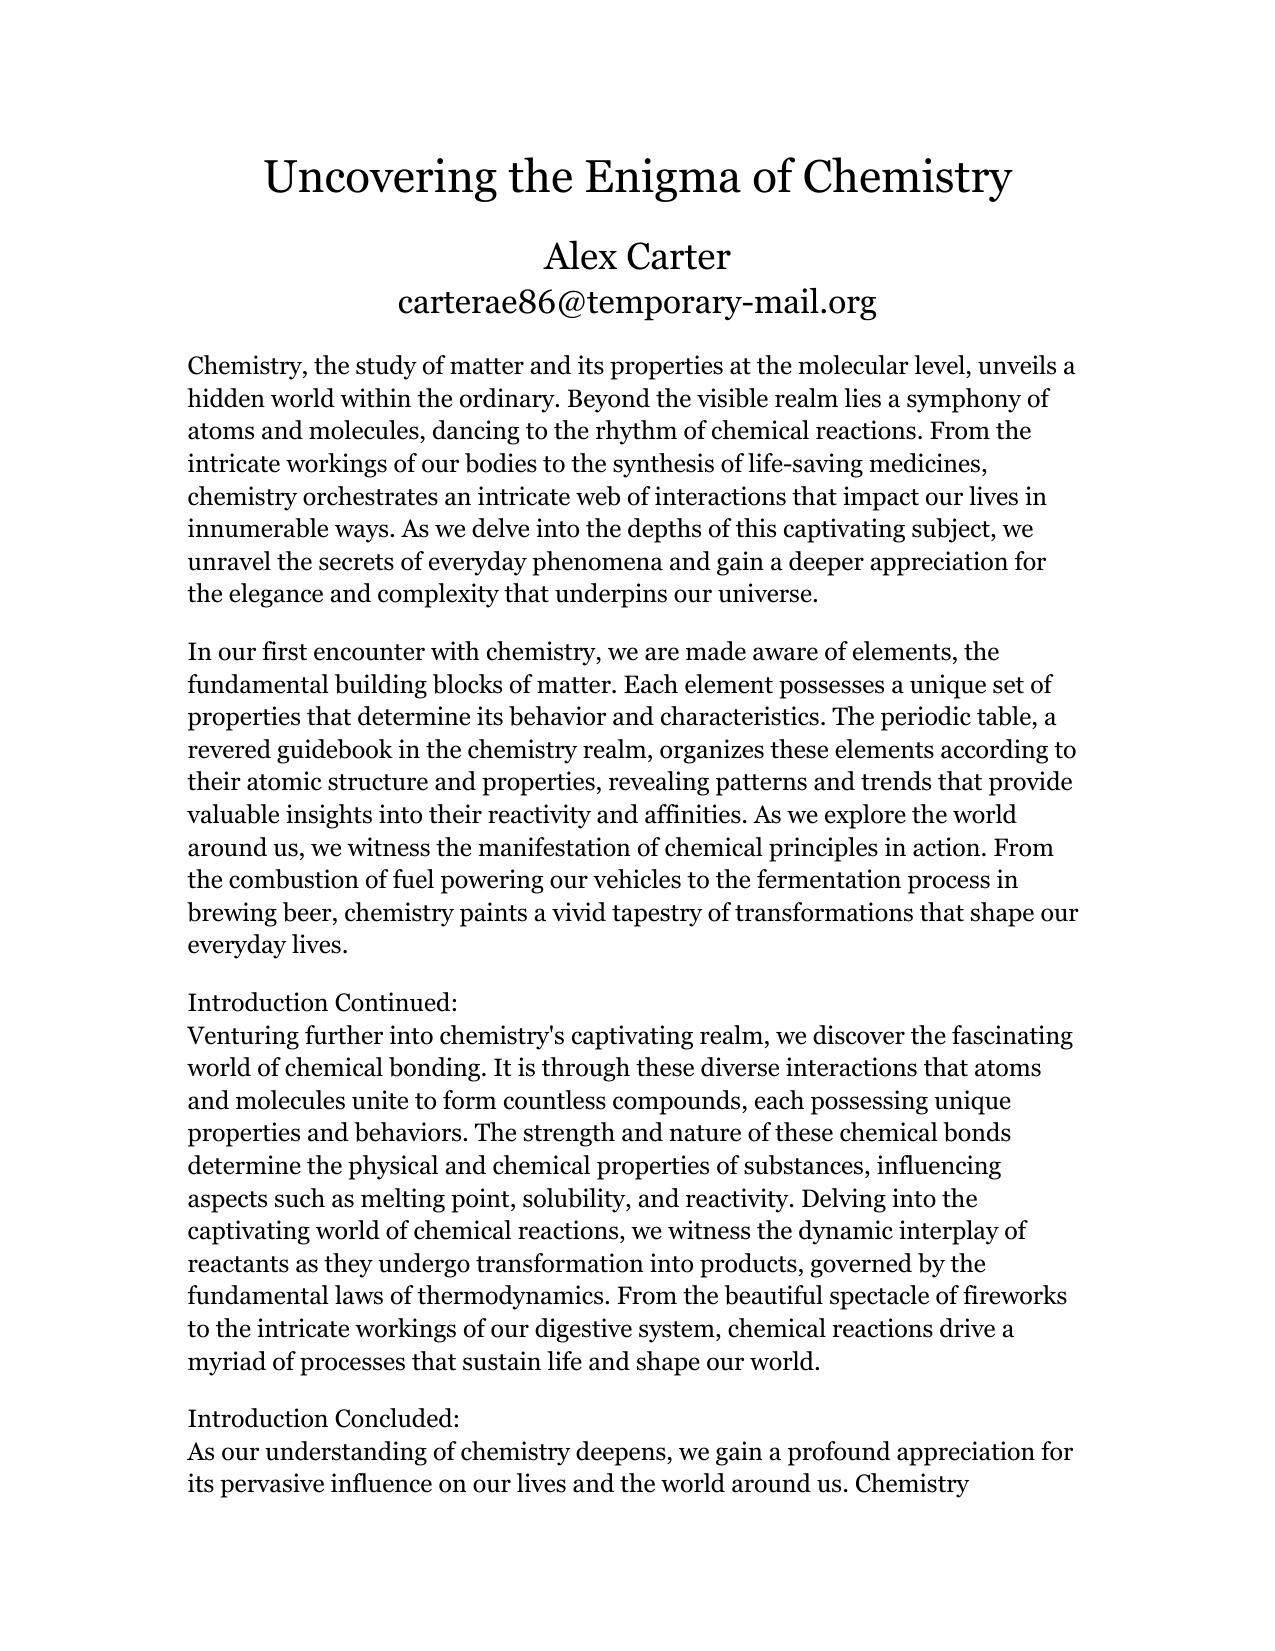 Uncovering the Enigma of Chemistry
Alex Carter
carterae86@temporary-mail.org
Chemistry, the study of matter and its properties at the molecular level, unveils a
hidden world within the ordinary. Beyond the visible realm lies a symphony of
atoms and molecules, dancing to the rhythm of chemical reactions. From the
intricate workings of our bodies to the synthesis of life-saving medicines,
chemistry orchestrates an intricate web of interactions that impact our lives in
innumerable ways. As we delve into the depths of this captivating subject, we
unravel the secrets of everyday phenomena and gain a deeper appreciation for
the elegance and complexity that underpins our universe.
In our first encounter with chemistry, we are made aware of elements, the
fundamental building blocks of matter. Each element possesses a unique set of
properties that determine its behavior and characteristics. The periodic table, a
revered guidebook in the chemistry realm, organizes these elements according to
their atomic structure and properties, revealing patterns and trends that provide
valuable insights into their reactivity and affinities. As we explore the world
around us, we witness the manifestation of chemical principles in action. From
the combustion of fuel powering our vehicles to the fermentation process in
brewing beer, chemistry paints a vivid tapestry of transformations that shape our
everyday lives.
Introduction Continued:
Venturing further into chemistry's captivating realm, we discover the fascinating
world of chemical bonding. It is through these diverse interactions that atoms
and molecules unite to form countless compounds, each possessing unique
properties and behaviors. The strength and nature of these chemical bonds
determine the physical and chemical properties of substances, influencing
aspects such as melting point, solubility, and reactivity. Delving into the
captivating world of chemical reactions, we witness the dynamic interplay of
reactants as they undergo transformation into products, governed by the
fundamental laws of thermodynamics. From the beautiful spectacle of fireworks
to the intricate workings of our digestive system, chemical reactions drive a
myriad of processes that sustain life and shape our world.
Introduction Concluded:
As our understanding of chemistry deepens, we gain a profound appreciation for
its pervasive influence on our lives and the world around us. Chemistry